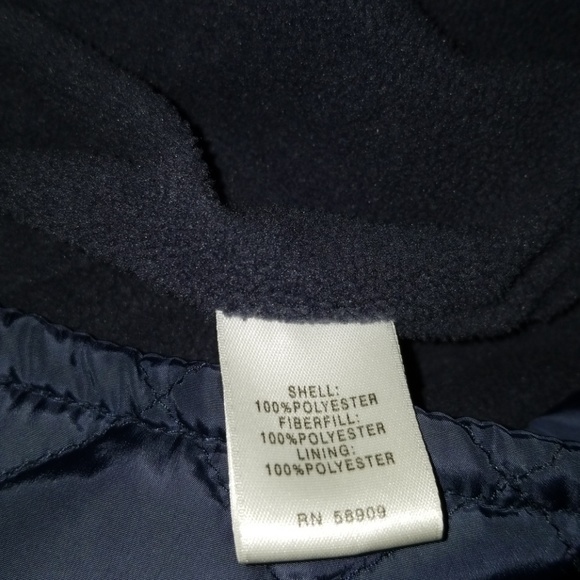 SHELL:
100%POLYESTER
FIBERFILL:
100%POLYESTER
LINING:
100%POLYESTER
RN 58909